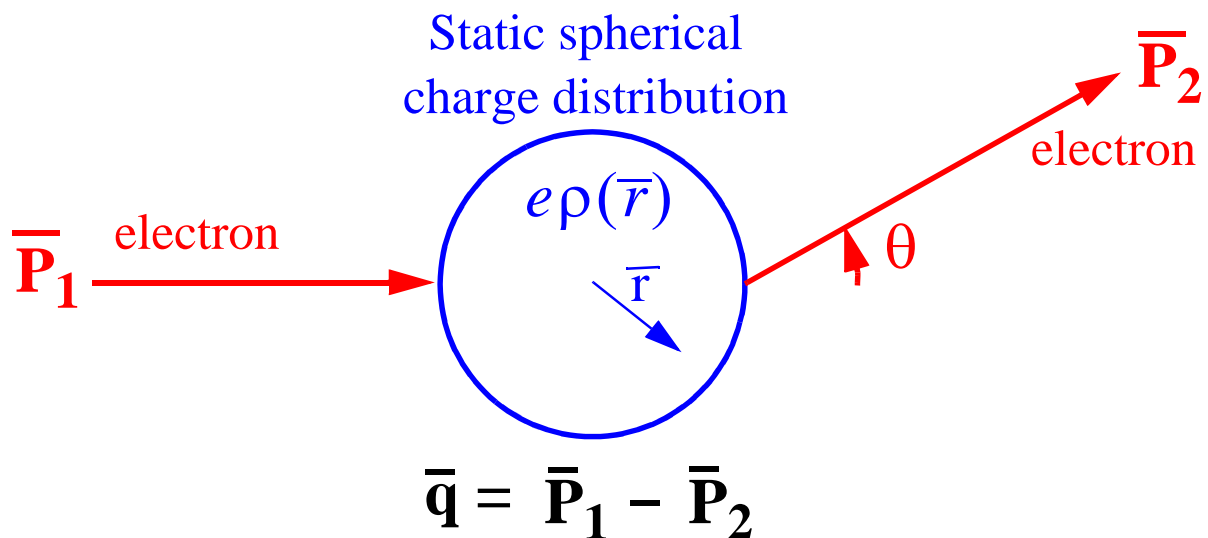 Static spherical
charge distribution
P̅₂
electron
eρ(r̅)
electron
P̅₁
θ
r̅
q̅ = P̅₁ − P̅₂